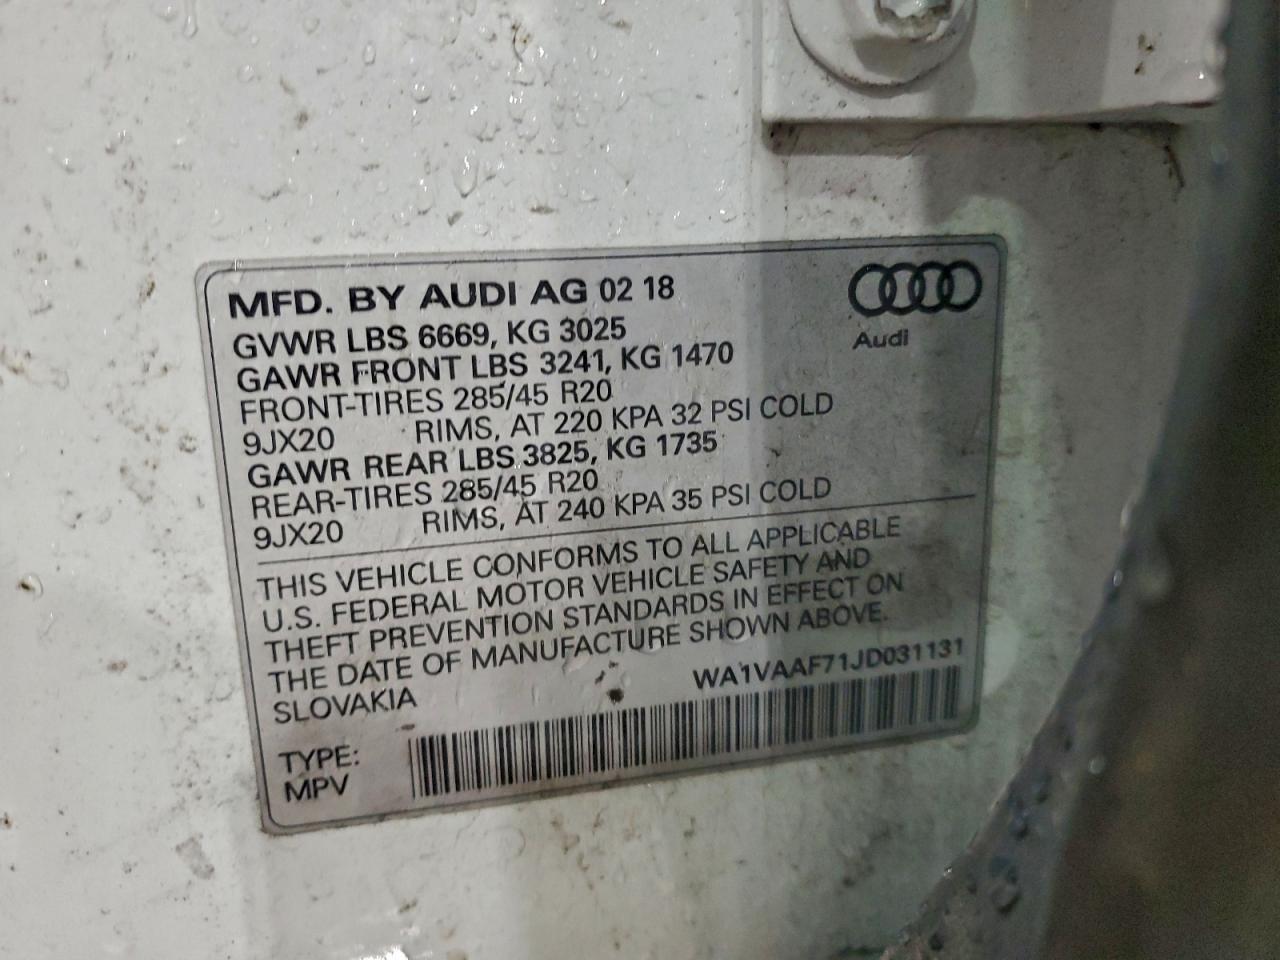 MFD. BY AUDI AG 02 18
Audi
GVWR LBS 6669, KG 3025
GAWR FRONT LBS 3241, KG 1470
FRONT-TIRES 285/45 R20
9JX20 RIMS, AT 220 KPA 32 PSI COLD
GAWR REAR LBS 3825, KG 1735
REAR-TIRES 285/45 R20
9JX20 RIMS, AT 240 KPA 35 PSI COLD
THIS VEHICLE CONFORMS TO ALL APPLICABLE
U.S. FEDERAL MOTOR VEHICLE SAFETY AND
THEFT PREVENTION STANDARDS IN EFFECT ON
THE DATE OF MANUFACTURE SHOWN ABOVE.
SLOVAKIA WA1VAAF71JD031131
TYPE:
MPV